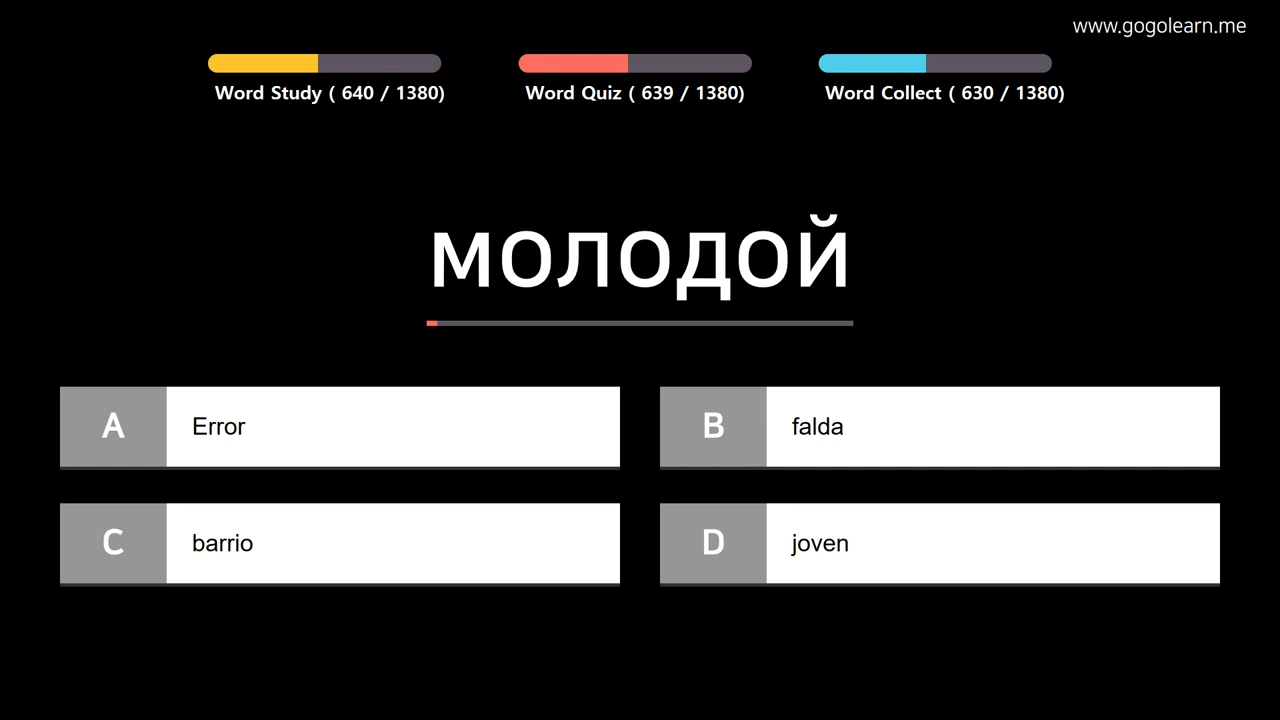 www.gogolearn.me
Word Study ( 640 / 1380)
Word Quiz ( 639 / 1380)
Word Collect ( 630 / 1380)
молодой
A Error
B falda
C barrio
D joven